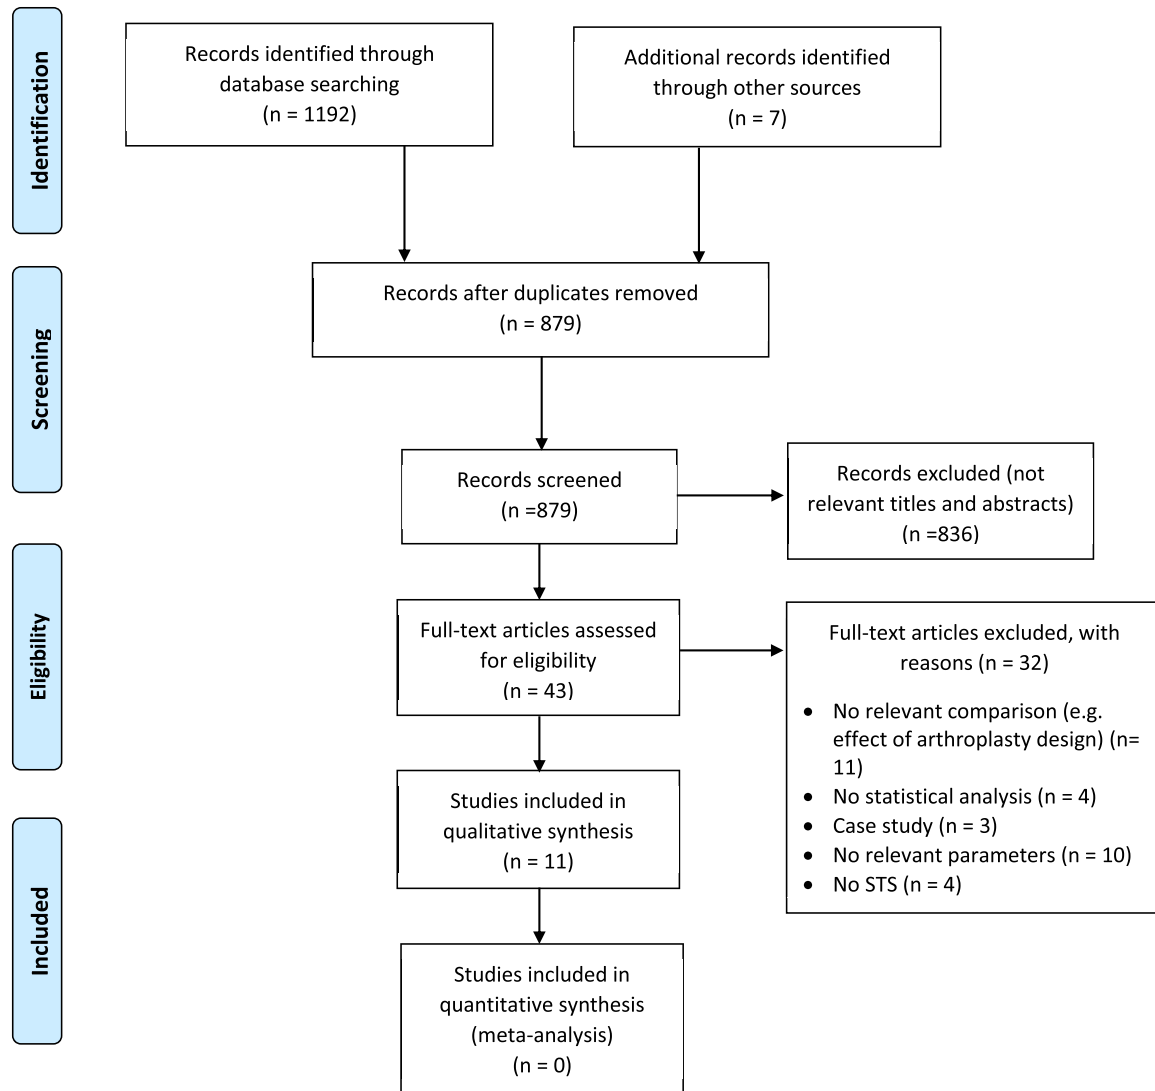 Identification
Records identified through
database searching
(n = 1192)
Additional records identified
through other sources
(n = 7)
Screening
Records after duplicates removed
(n = 879)
Records screened
(n =879)
Records excluded (not
relevant titles and abstracts)
(n =836)
Eligibility
Full-text articles assessed
for eligibility
(n = 43)
Full-text articles excluded, with
reasons (n = 32)
• No relevant comparison (e.g.
effect of arthroplasty design) (n=
11)
• No statistical analysis (n = 4)
• Case study (n = 3)
• No relevant parameters (n = 10)
• No STS (n = 4)
Studies included in
qualitative synthesis
(n = 11)
Included
Studies included in
quantitative synthesis
(meta-analysis)
(n = 0)